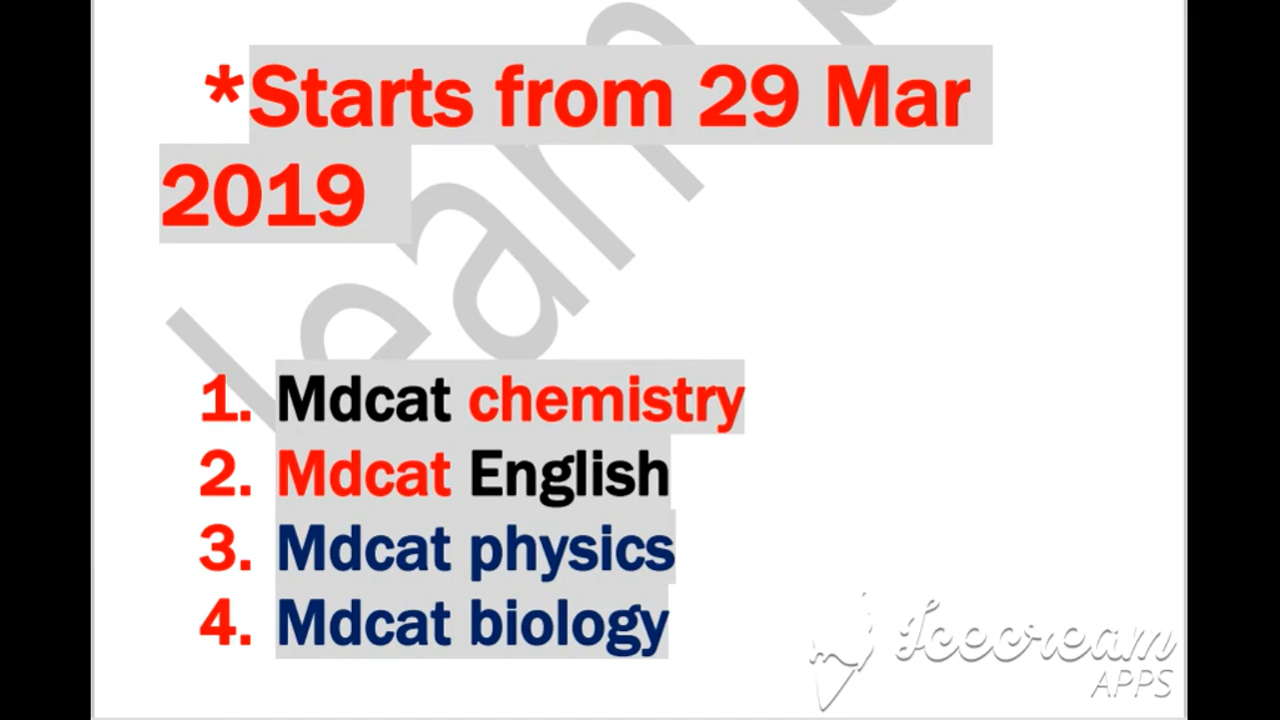 *Starts from 29 Mar
2019
learn
1. Mdcat chemistry
2. Mdcat English
3. Mdcat physics
4. Mdcat biology
Icecream
APPS